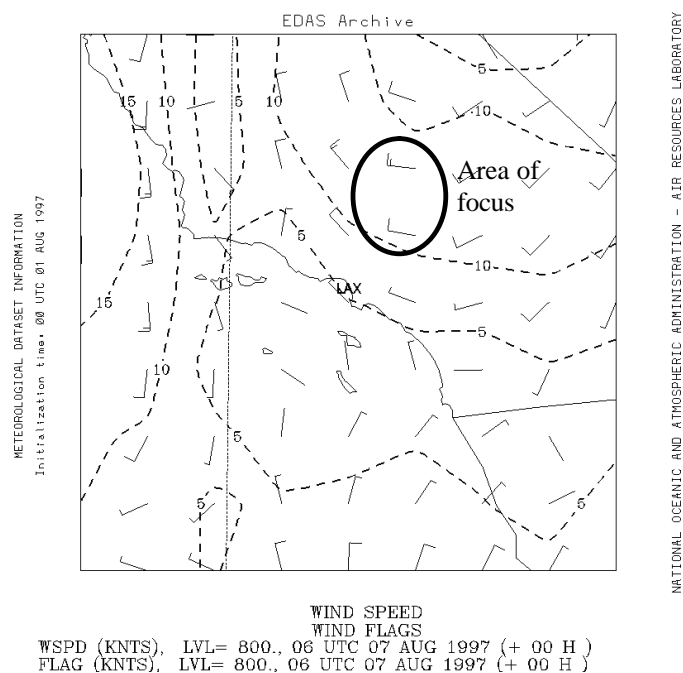 EDAS Archive
METEOROLOGICAL DATASET INFORMATION
Initialization time: 00 UTC 01 AUG 1997
NATIONAL OCEANIC AND ATMOSPHERIC ADMINISTRATION - AIR RESOURCES LABORATORY
5
15
10
5
10
10
Area of
focus
5
10
LAX
15
5
10
5
5
5
WIND SPEED
WIND FLAGS
WSPD (KNTS), LVL= 800., 06 UTC 07 AUG 1997 (+ 00 H )
FLAG (KNTS), LVL= 800., 06 UTC 07 AUG 1997 (+ 00 H )